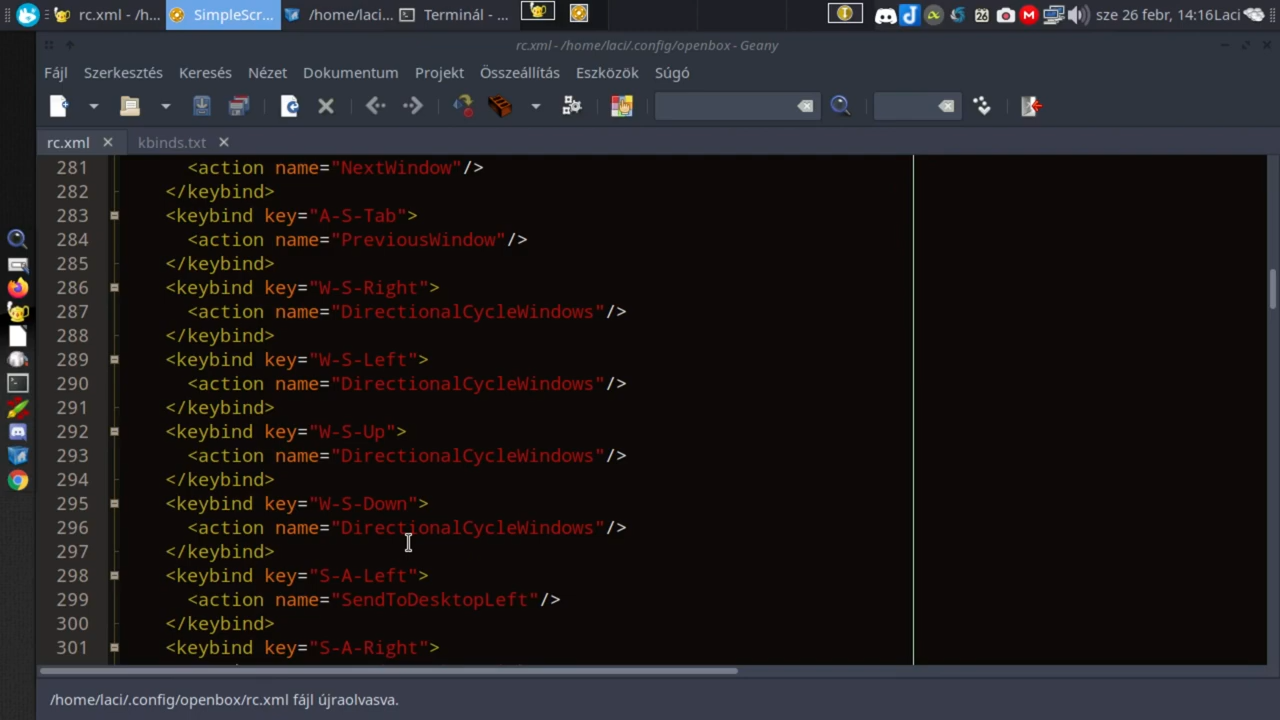 rc.xml - /h...
SimpleScr...
/home/laci...
Terminál - ...
26
sze 26 febr, 14:16
Laci
rc.xml - /home/laci/.config/openbox - Geany
Fájl Szerkesztés Keresés Nézet Dokumentum Projekt Összeállítás Eszközök Súgó
rc.xml kbinds.txt
281 <action name="NextWindow"/>
282 </keybind>
283 <keybind key="A-S-Tab">
284 <action name="PreviousWindow"/>
285 </keybind>
286 <keybind key="W-S-Right">
287 <action name="DirectionalCycleWindows"/>
288 </keybind>
289 <keybind key="W-S-Left">
290 <action name="DirectionalCycleWindows"/>
291 </keybind>
292 <keybind key="W-S-Up">
293 <action name="DirectionalCycleWindows"/>
294 </keybind>
295 <keybind key="W-S-Down">
296 <action name="DirectionalCycleWindows"/>
297 </keybind>
298 <keybind key="S-A-Left">
299 <action name="SendToDesktopLeft"/>
300 </keybind>
301 <keybind key="S-A-Right">
/home/laci/.config/openbox/rc.xml fájl újraolvasva.